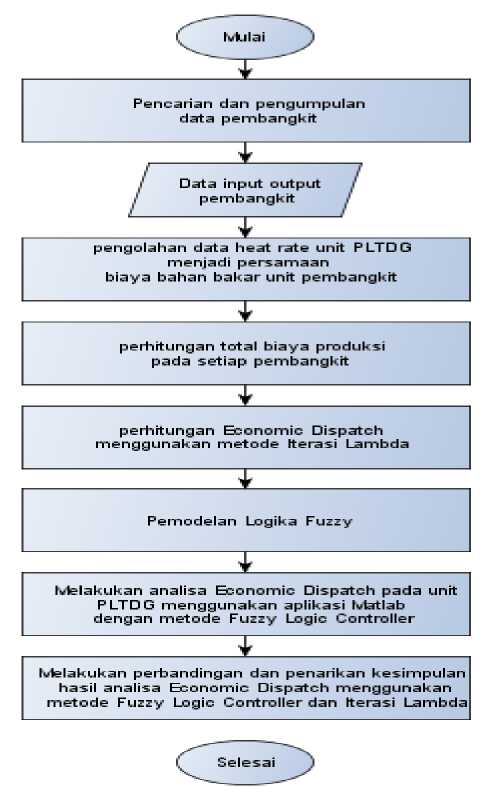 Mulai
Pencarian dan pengumpulan
data pembangkit
Data input output
pembangkit
pengolahan data heat rate unit PLTDG
menjadi persamaan
biaya bahan bakar unit pembangkit
perhitungan total biaya produksi
pada setiap pembangkit
perhitungan Economic Dispatch
menggunakan metode Iterasi Lambda
Pemodelan Logika Fuzzy
Melakukan analisa Economic Dispatch pada unit
PLTDG menggunakan aplikasi Matlab
dengan metode Fuzzy Logic Controller
Melakukan perbandingan dan penarikan kesimpulan
hasil analisa Economic Dispatch menggunakan
metode Fuzzy Logic Controller dan Iterasi Lambda
Selesai